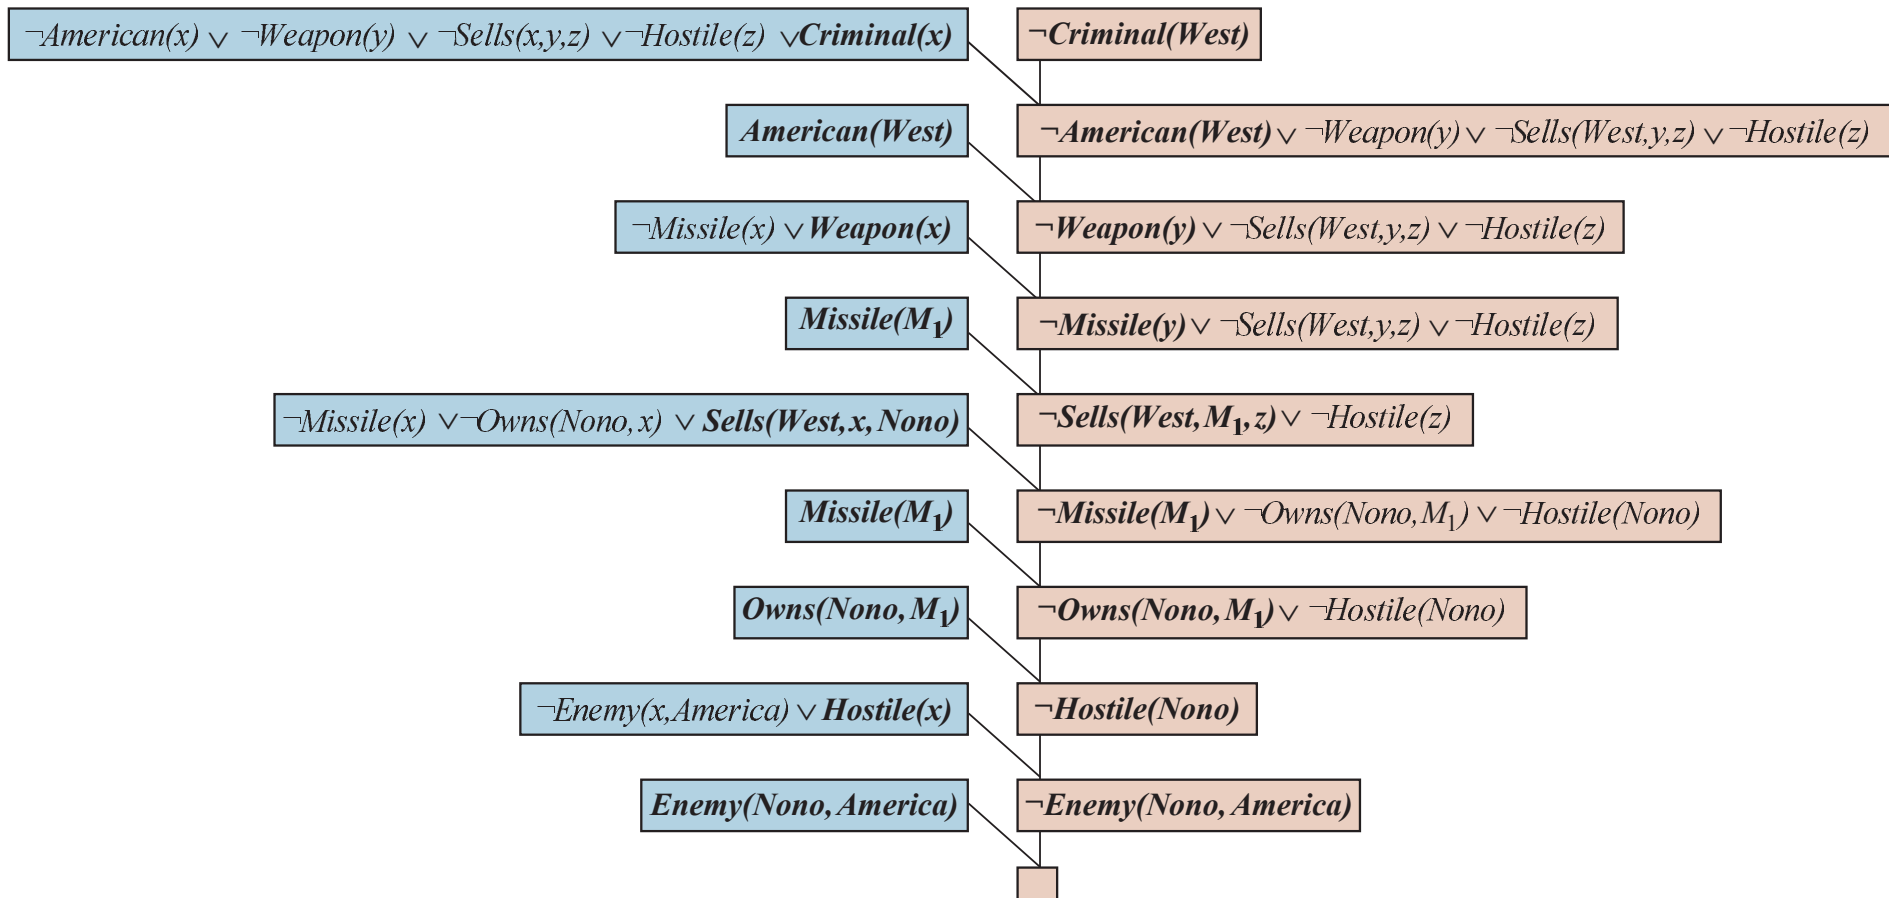 ¬American(x) ∨ ¬Weapon(y) ∨ ¬Sells(x,y,z) ∨ ¬Hostile(z) ∨ Criminal(x) ¬Criminal(West)
American(West) ¬American(West) ∨ ¬Weapon(y) ∨ ¬Sells(West,y,z) ∨ ¬Hostile(z)
¬Missile(x) ∨ Weapon(x) ¬Weapon(y) ∨ ¬Sells(West,y,z) ∨ ¬Hostile(z)
Missile(M₁) ¬Missile(y) ∨ ¬Sells(West,y,z) ∨ ¬Hostile(z)
¬Missile(x) ∨ ¬Owns(Nono,x) ∨ Sells(West,x,Nono) ¬Sells(West,M₁,z) ∨ ¬Hostile(z)
Missile(M₁) ¬Missile(M₁) ∨ ¬Owns(Nono,M₁) ∨ ¬Hostile(Nono)
Owns(Nono,M₁) ¬Owns(Nono,M₁) ∨ ¬Hostile(Nono)
¬Enemy(x,America) ∨ Hostile(x) ¬Hostile(Nono)
Enemy(Nono,America) ¬Enemy(Nono,America)